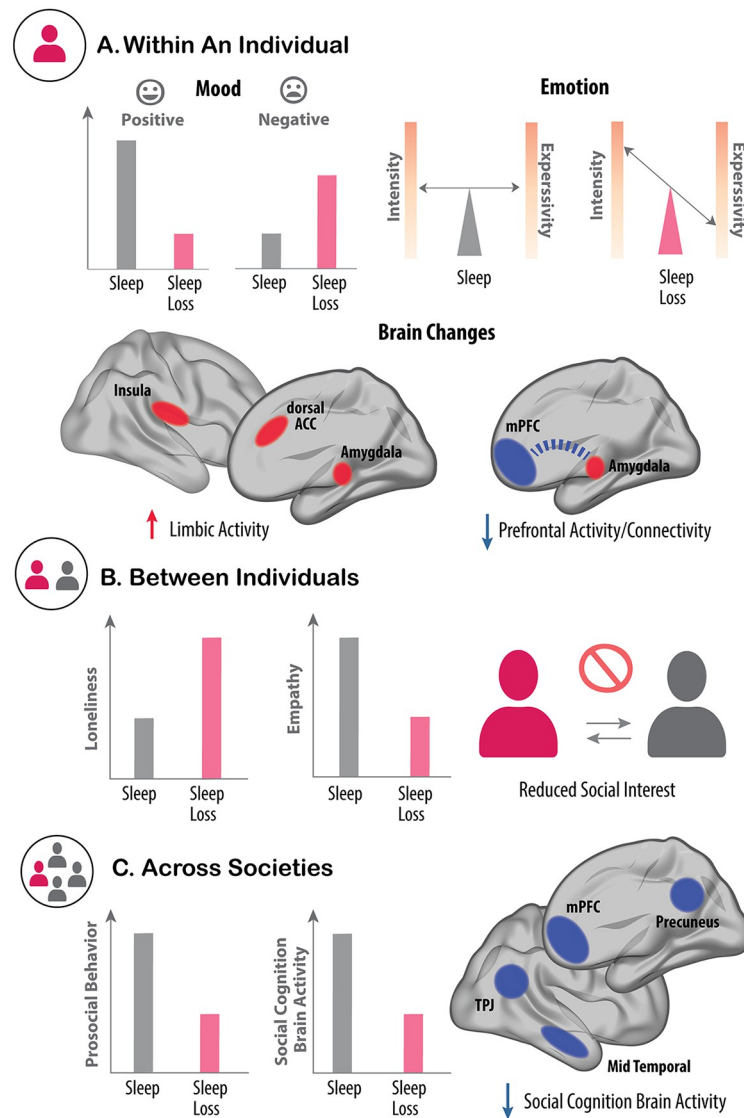 A. Within An Individual
Mood
Positive
Negative
Sleep
Sleep
Loss
Sleep
Sleep
Loss
Emotion
Intensity
Experssivity
Sleep
Intensity
Experssivity
Sleep
Loss
Brain Changes
Insula
dorsal
ACC
Amygdala
Limbic Activity
mPFC
Amygdala
Prefrontal Activity/Connectivity
B. Between Individuals
Loneliness
Sleep
Sleep
Loss
Empathy
Sleep
Sleep
Loss
Reduced Social Interest
C. Across Societies
Prosocial Behavior
Sleep
Sleep
Loss
Social Cognition
Brain Activity
Sleep
Sleep
Loss
mPFC
Precuneus
TPJ
Mid Temporal
Social Cognition Brain Activity